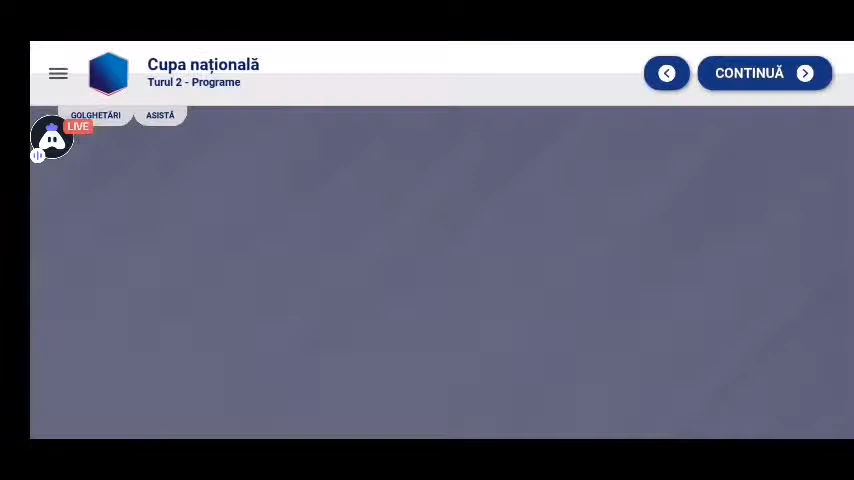 Cupa națională
Turul 2 - Programe
CONTINUĂ
GOLGHETĂRI
ASISTĂ
LIVE